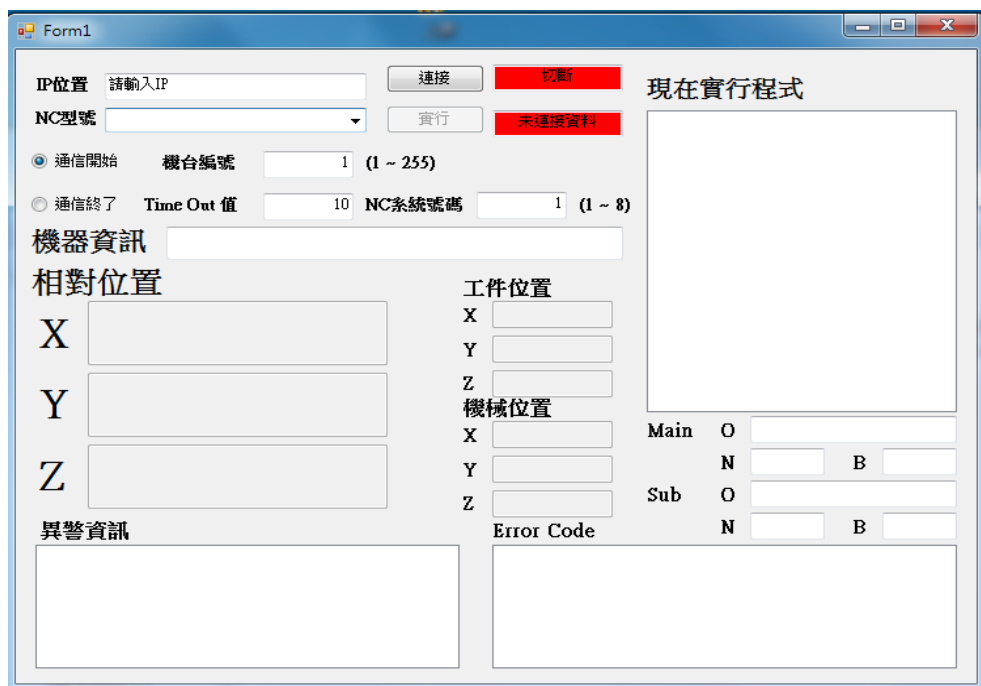 Form1
IP位置 請輸入IP 連接 切斷
NC型號 實行 未連接資料
通信開始 機台編號 1 (1 ~ 255)
通信終了 Time Out 值 10 NC系統號碼 1 (1 ~ 8)
機器資訊
相對位置
X
Y
Z
工件位置
X
Y
Z
機械位置
X
Y
Z
現在實行程式
Main O
N B
Sub O
N B
異警資訊
Error Code